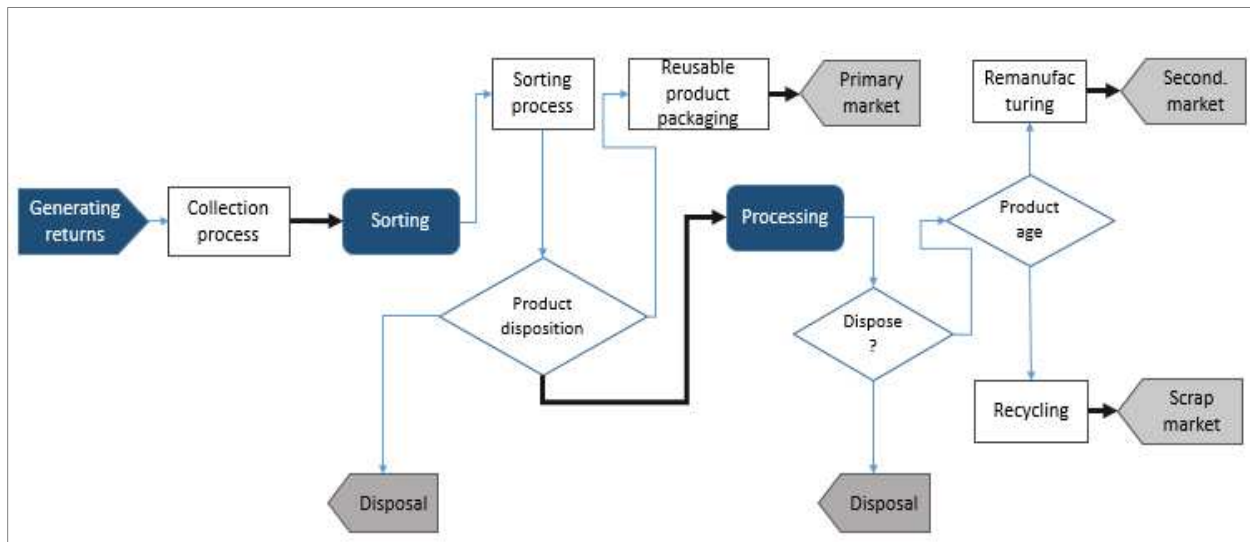 Generating
returns
Collection
process
Sorting
Sorting
process
Product
disposition
Disposal
Reusable
product
packaging
Primary
market
Processing
Dispose
?
Disposal
Product
age
Remanufac
turing
Second.
market
Recycling
Scrap
market